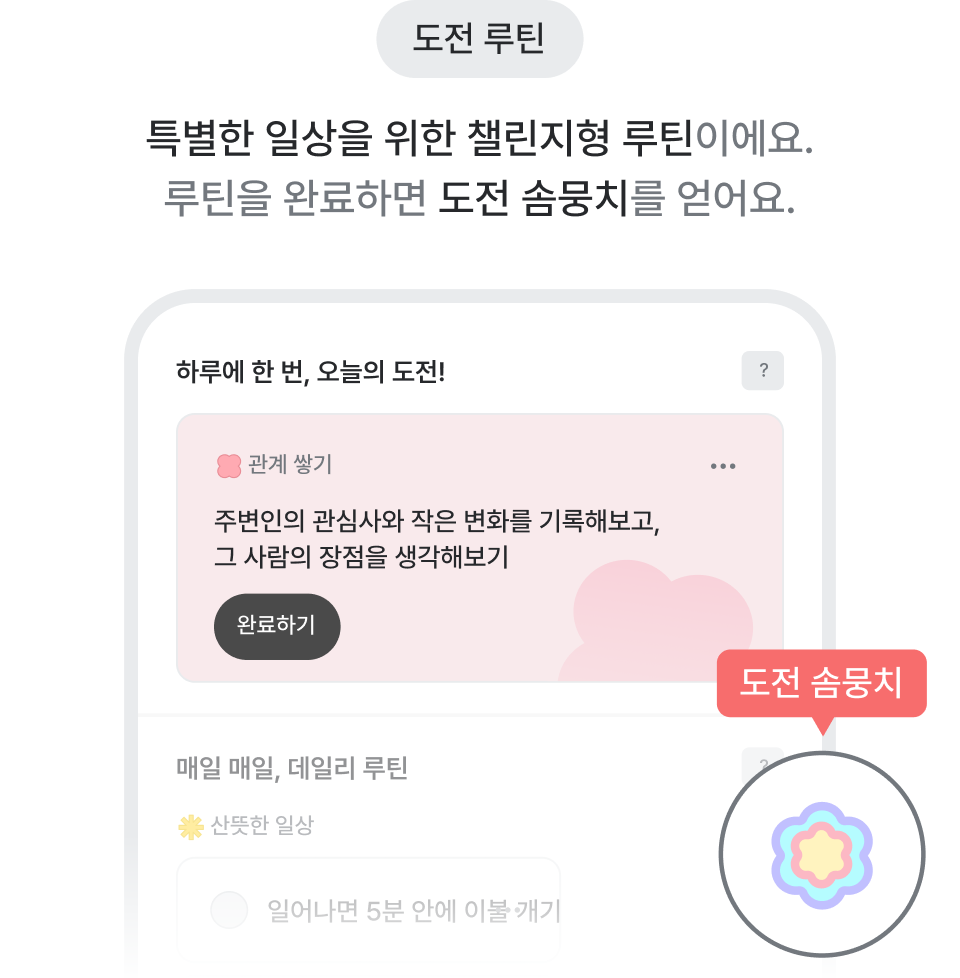 도전 루틴
특별한 일상을 위한 챌린지형 루틴이에요.
루틴을 완료하면 도전 솜뭉치를 얻어요.
하루에 한 번, 오늘의 도전!
?
관계 쌓기
주변인의 관심사와 작은 변화를 기록해보고,
그 사람의 장점을 생각해보기
완료하기
도전 솜뭉치
매일 매일, 데일리 루틴
?
산뜻한 일상
일어나면 5분 안에 이불 개기